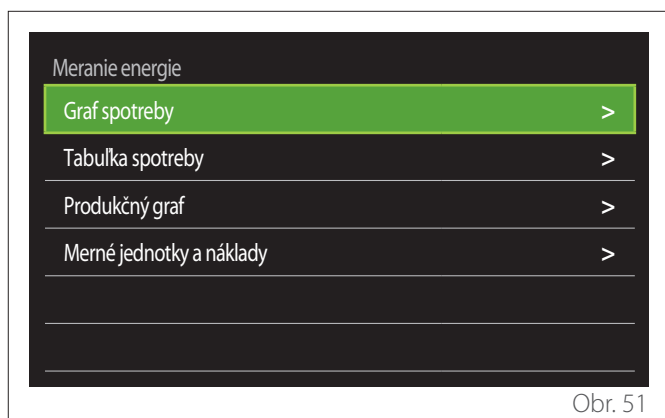 Meranie energie
Graf spotreby >
Tabuľka spotreby >
Produkčný graf >
Merné jednotky a náklady >
Obr. 51